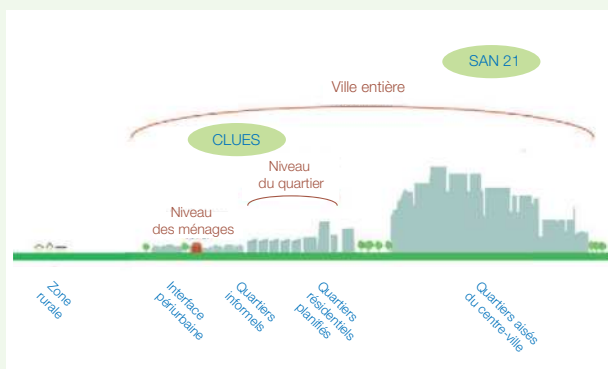 SAN 21
Ville entière
CLUES
Niveau
du quartier
Niveau
des ménages
Zone
rurale
Interface
périurbaine
Quartiers
informels
Quartiers
résidentiels
planifiés
Quartiers aisés
du centre-ville